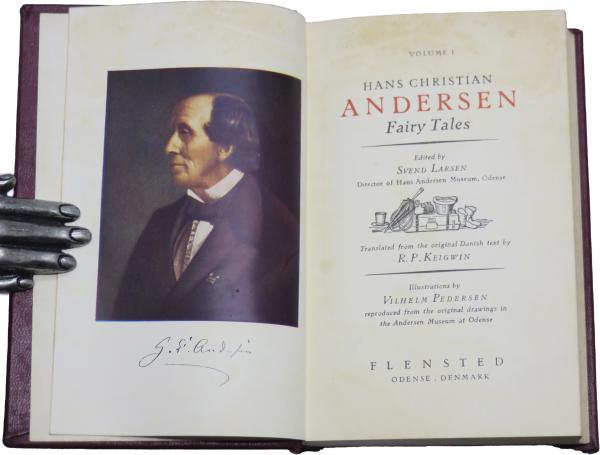 H. C. Andersen
VOLUME I
HANS CHRISTIAN
ANDERSEN
Fairy Tales
Edited by
SVEND LARSEN
Director of Hans Andersen Museum, Odense
Translated from the original Danish text by
R. P. KEIGWIN
Illustrations by
VILHELM PEDERSEN
reproduced from the original drawings in
the Andersen Museum at Odense
FLENSTED
ODENSE . DENMARK